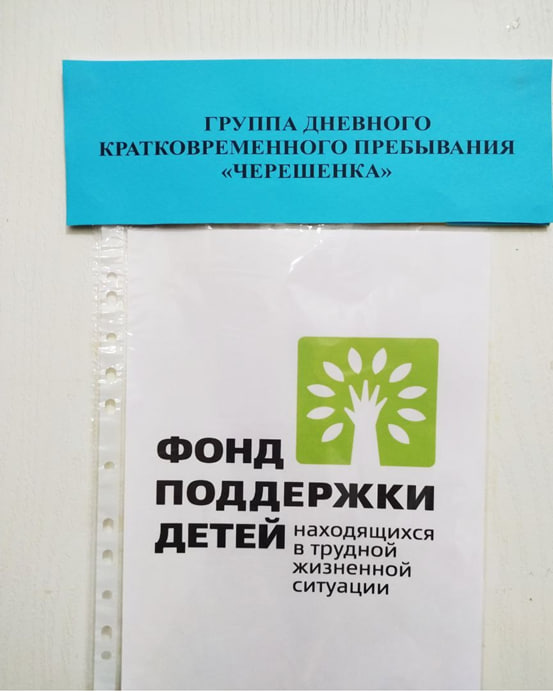 ГРУППА ДНЕВНОГО
КРАТКОВРЕМЕННОГО ПРЕБЫВАНИЯ
«ЧЕРЕШЕНКА»
ФОНД
ПОДДЕРЖКИ
ДЕТЕЙ
находящихся
в трудной
жизненной
ситуации